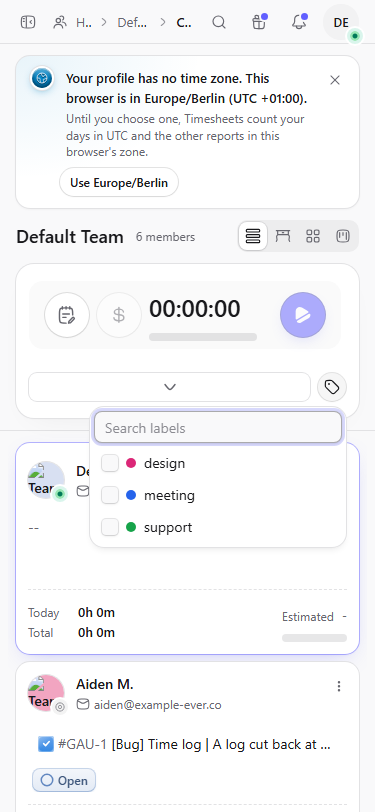 H..
Def...
C..
DE
Your profile has no time zone. This
browser is in Europe/Berlin (UTC +01:00).
Until you choose one, Timesheets count your
days in UTC and the other reports in this
browser's zone.
Use Europe/Berlin
Default Team
6 members
$
00:00:00
Search labels
design
meeting
support
Tear
De
--
Today 0h 0m
Total 0h 0m
Estimated -
Tear
Aiden M.
aiden@example-ever.co
#GAU-1 [Bug] Time log | A log cut back at ...
Open